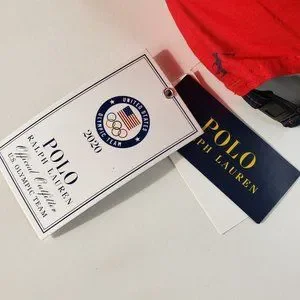 UNITED STATES
OLYMPIC TEAM
2020
POLO
RALPH LAUREN
Official Outfitter
U.S. OLYMPIC TEAM
POLO
RALPH LAUREN